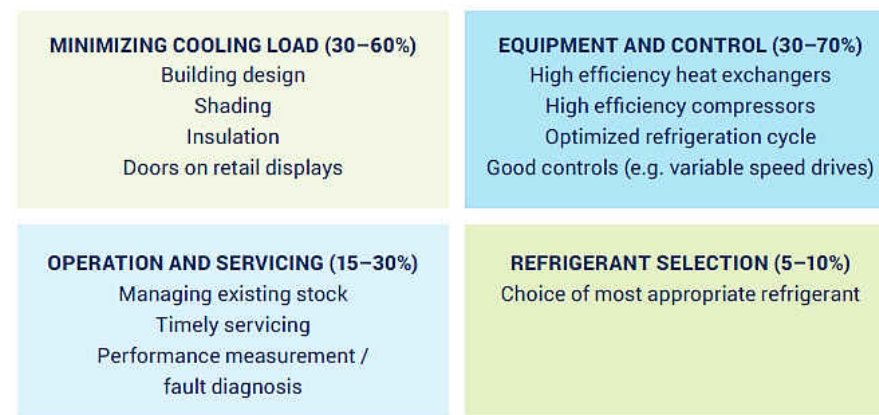 MINIMIZING COOLING LOAD (30–60%)
Building design
Shading
Insulation
Doors on retail displays
EQUIPMENT AND CONTROL (30–70%)
High efficiency heat exchangers
High efficiency compressors
Optimized refrigeration cycle
Good controls (e.g. variable speed drives)
OPERATION AND SERVICING (15–30%)
Managing existing stock
Timely servicing
Performance measurement /
fault diagnosis
REFRIGERANT SELECTION (5–10%)
Choice of most appropriate refrigerant